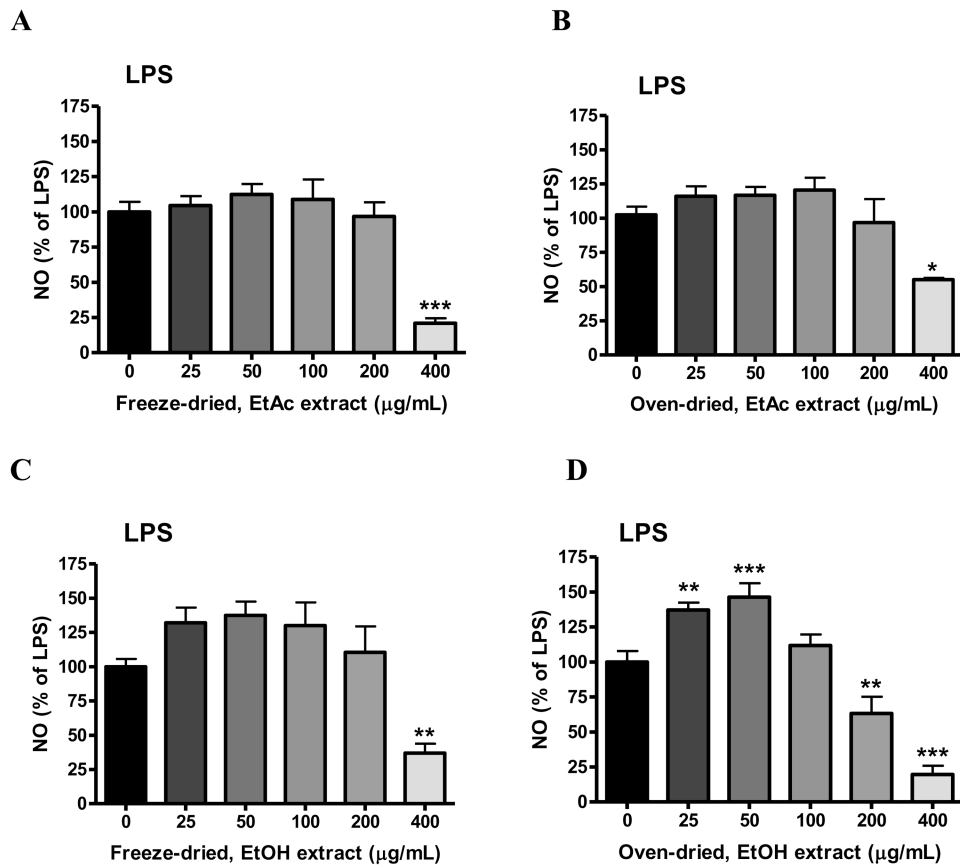 A
LPS
NO (% of LPS)
175
150
125
100
75
50
25
0
***
0 25 50 100 200 400
Freeze-dried, EtAc extract (μg/mL)
B
LPS
NO (% of LPS)
175
150
125
100
75
50
25
0
*
0 25 50 100 200 400
Oven-dried, EtAc extract (μg/mL)
C
LPS
NO (% of LPS)
175
150
125
100
75
50
25
0
**
0 25 50 100 200 400
Freeze-dried, EtOH extract (μg/mL)
D
LPS
NO (% of LPS)
175
150
125
100
75
50
25
0
** *** ** ***
0 25 50 100 200 400
Oven-dried, EtOH extract (μg/mL)